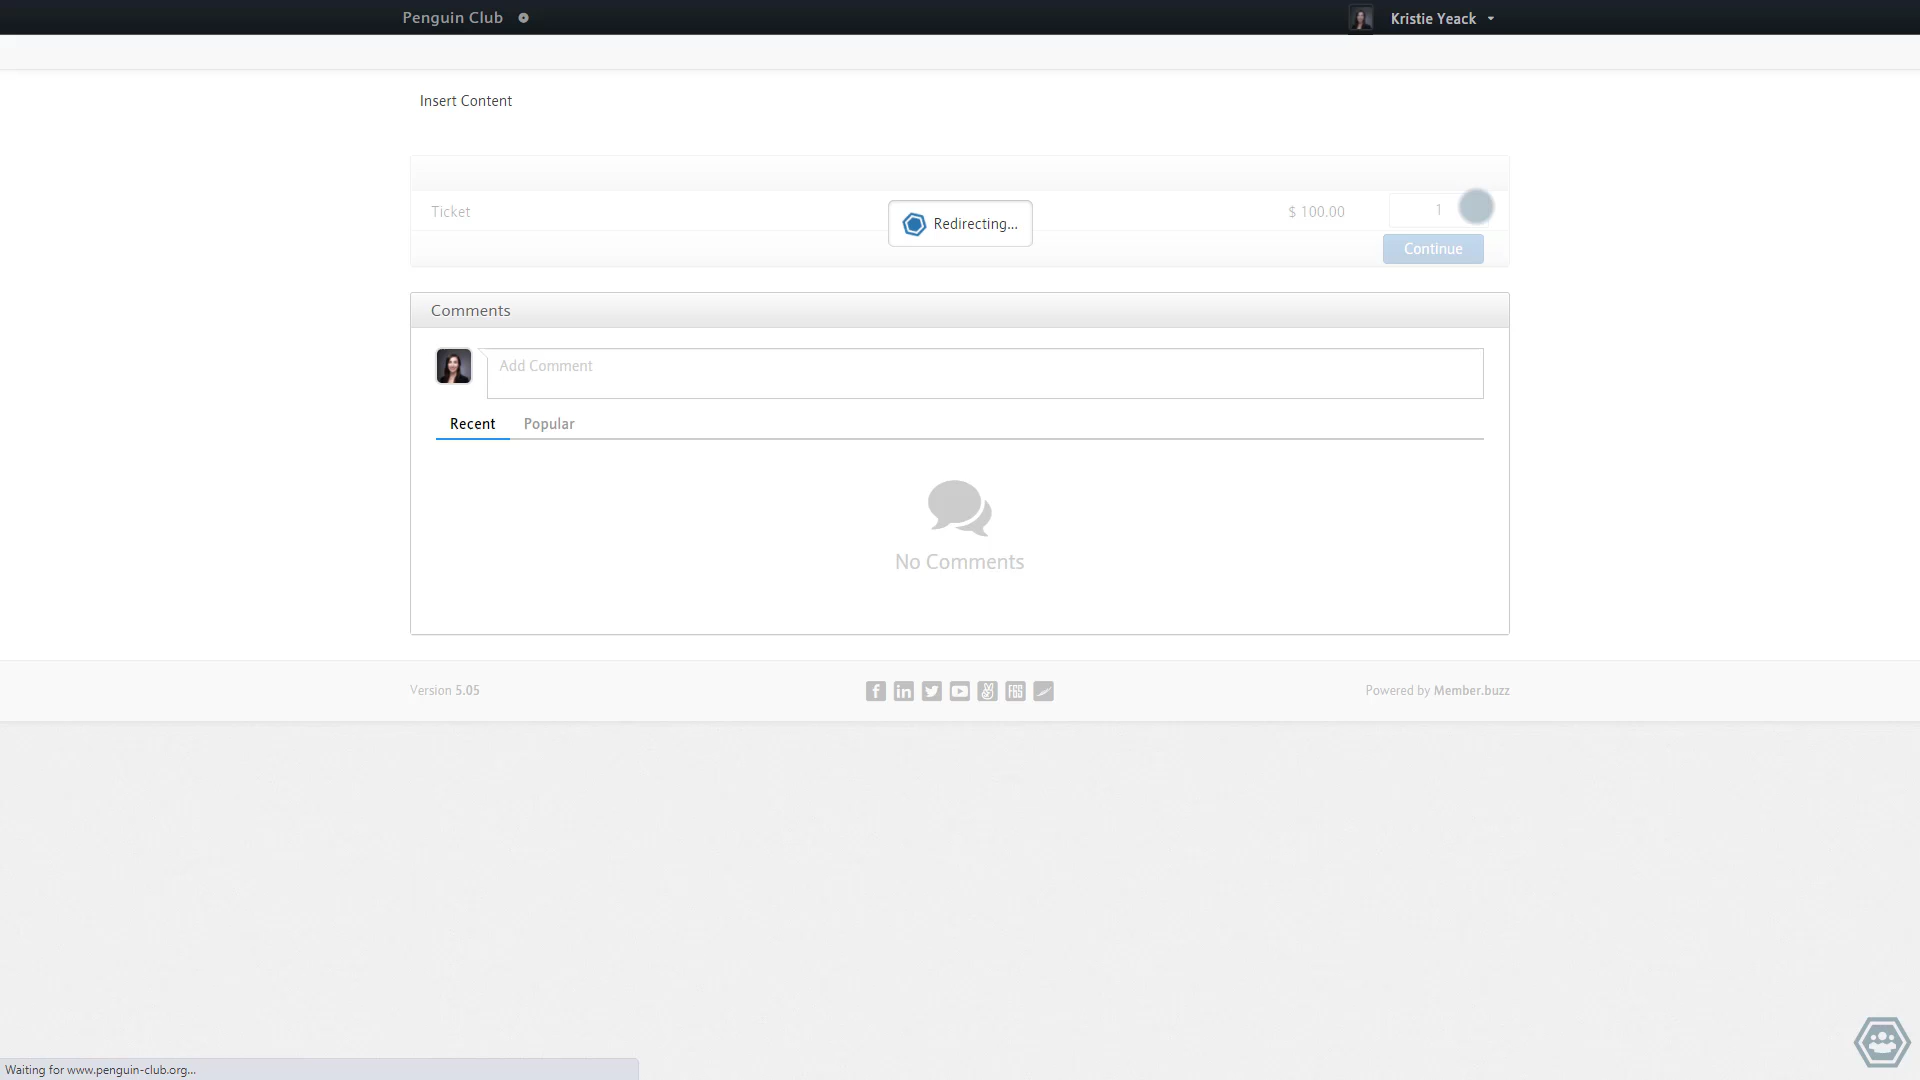 Penguin Club
Kristie Yeack
Insert Content
Ticket
$ 100.00
1
Redirecting...
Continue
Comments
Add Comment
Recent
Popular
No Comments
Version 5.05
Powered by Member.buzz
Waiting for www.penguin-club.org...